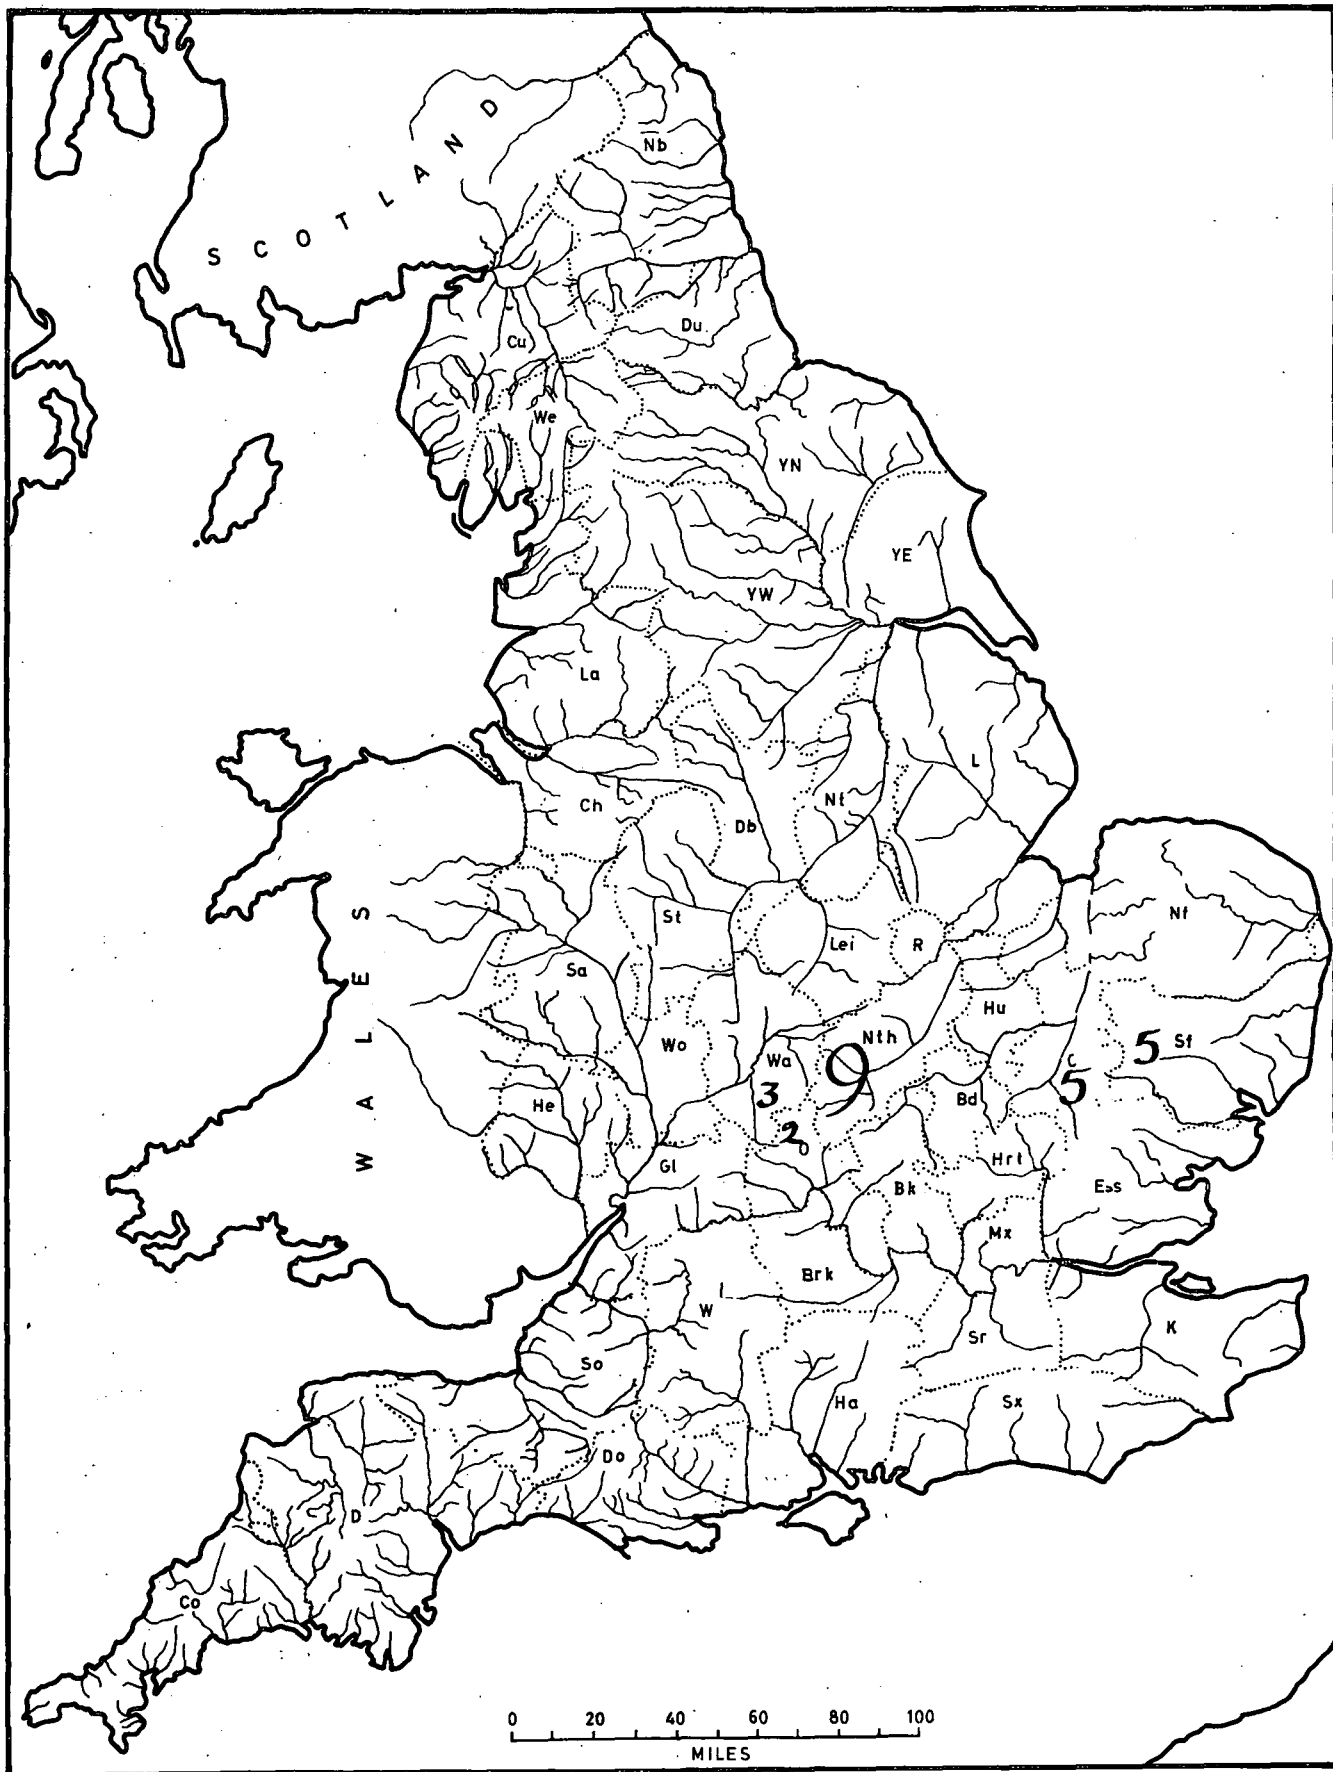 SCOTLAND
Nb
Du
Cu
We
YN
YE
YW
La
L
Ch
Nt
Db
St
Nf
Lei
R
Sa
Hu
Nth
Wo
Wa
9
C
5
Sf
3
5
He
Bd
2
Hrt
Gl
Bk
Ess
WALES
Mx
Brk
W
Sr
K
So
Ha
Sx
Do
D
Co
0 20 40 60 80 100
MILES